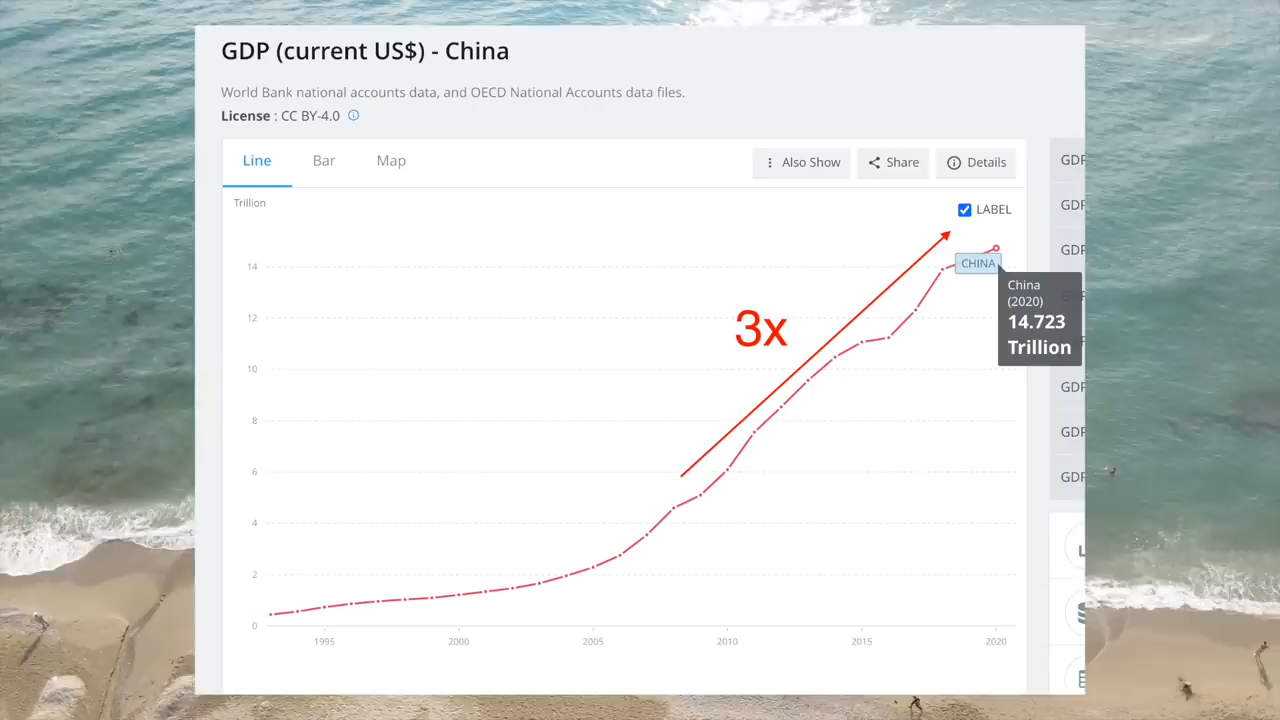 GDP (current US$) - China
World Bank national accounts data, and OECD National Accounts data files.
License : CC BY-4.0
Line Bar Map Also Show Share Details
Trillion
LABEL
14
12
10
8
6
4
2
0
1995 2000 2005 2010 2015 2020
3x
CHINA
China
(2020)
14.723
Trillion
GDP
GDP
GDP
GDP
GDP
GDP